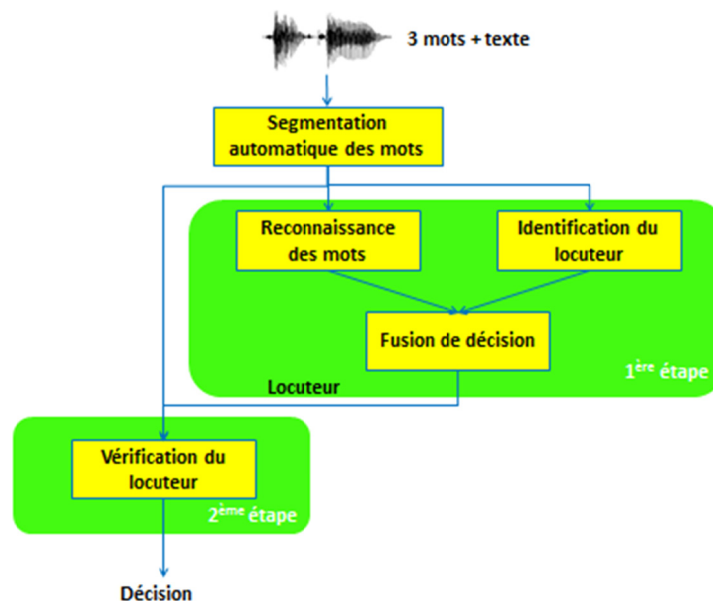 3 mots + texte
Segmentation
automatique des mots
Reconnaissance
des mots
Identification du
locuteur
Fusion de décision
1ère étape
Locuteur
Vérification du
locuteur
2ème étape
Décision